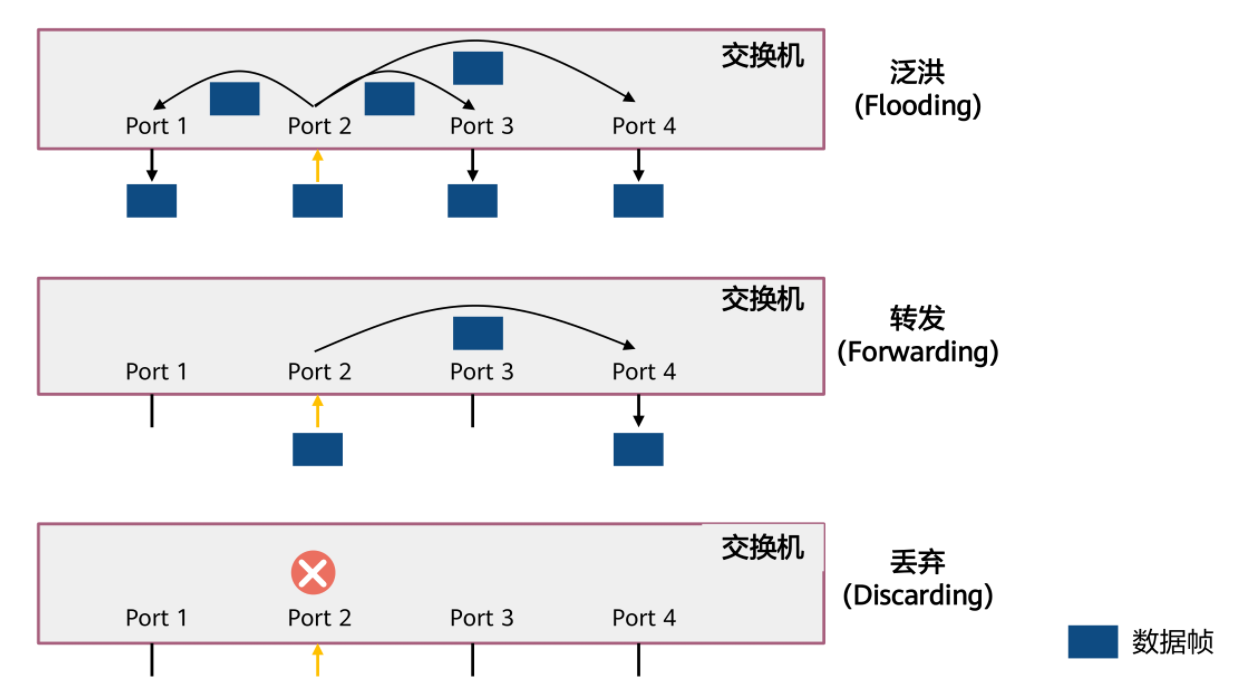 交换机
泛洪
(Flooding)
Port 1 Port 2 Port 3 Port 4
交换机
转发
(Forwarding)
Port 1 Port 2 Port 3 Port 4
交换机
丢弃
(Discarding)
Port 1 Port 2 Port 3 Port 4
数据帧